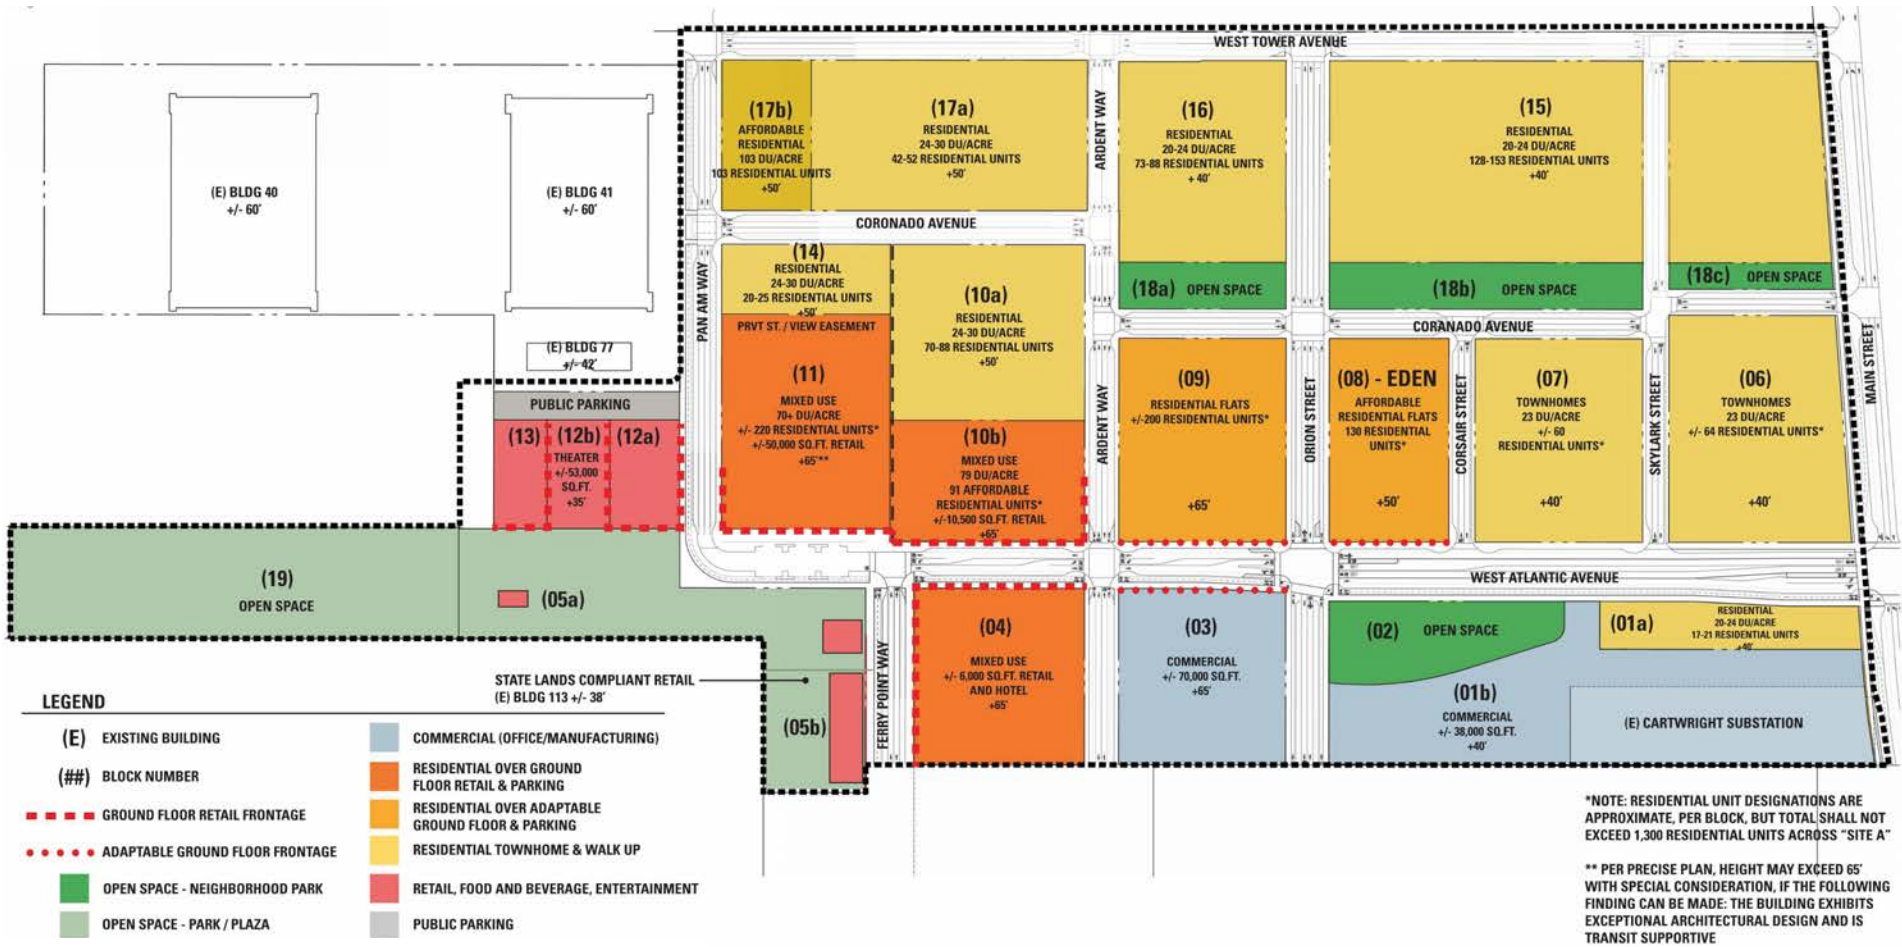 WEST TOWER AVENUE
(E) BLDG 40
+/- 60'
(E) BLDG 41
+/- 60'
(E) BLDG 77
+/- 42'
(17b)
AFFORDABLE
RESIDENTIAL
103 DU/ACRE
103 RESIDENTIAL UNITS
+50'
(17a)
RESIDENTIAL
24-30 DU/ACRE
42-52 RESIDENTIAL UNITS
+50'
ARDENT WAY
(16)
RESIDENTIAL
20-24 DU/ACRE
73-88 RESIDENTIAL UNITS
+ 40'
(15)
RESIDENTIAL
20-24 DU/ACRE
128-153 RESIDENTIAL UNITS
+40'
CORONADO AVENUE
PAN AM WAY
(14)
RESIDENTIAL
24-30 DU/ACRE
20-25 RESIDENTIAL UNITS
+50'
PRVT ST. / VIEW EASEMENT
(11)
MIXED USE
70+ DU/ACRE
+/- 220 RESIDENTIAL UNITS*
+/-50,000 SQ.FT. RETAIL
+65'**
(10a)
RESIDENTIAL
24-30 DU/ACRE
70-88 RESIDENTIAL UNITS
+50'
(10b)
MIXED USE
79 DU/ACRE
91 AFFORDABLE
RESIDENTIAL UNITS*
+/-10,500 SQ.FT. RETAIL
+65'
(18a) OPEN SPACE
(18b) OPEN SPACE
(18c) OPEN SPACE
CORANADO AVENUE
ARDENT WAY
(09)
RESIDENTIAL FLATS
+/-200 RESIDENTIAL UNITS*
+65'
ORION STREET
(08) - EDEN
AFFORDABLE
RESIDENTIAL FLATS
130 RESIDENTIAL
UNITS*
+50'
CORSAIR STREET
(07)
TOWNHOMES
23 DU/ACRE
+/- 60
RESIDENTIAL UNITS*
+40'
SKYLARK STREET
(06)
TOWNHOMES
23 DU/ACRE
+/- 64 RESIDENTIAL UNITS*
+40'
MAIN STREET
PUBLIC PARKING
(13)
(12b)
THEATER
+/-53,000
SQ.FT.
+35'
(12a)
WEST ATLANTIC AVENUE
(19)
OPEN SPACE
(05a)
STATE LANDS COMPLIANT RETAIL
(E) BLDG 113 +/- 38'
(05b)
FERRY POINT WAY
(04)
MIXED USE
+/- 6,000 SQ.FT. RETAIL
AND HOTEL
+65'
(03)
COMMERCIAL
+/- 70,000 SQ.FT.
+65'
(02) OPEN SPACE
(01a)
RESIDENTIAL
20-24 DU/ACRE
17-21 RESIDENTIAL UNITS
+40'
(01b)
COMMERCIAL
+/- 38,000 SQ.FT.
+40'
(E) CARTWRIGHT SUBSTATION
LEGEND
(E) EXISTING BUILDING
(##) BLOCK NUMBER
GROUND FLOOR RETAIL FRONTAGE
ADAPTABLE GROUND FLOOR FRONTAGE
OPEN SPACE - NEIGHBORHOOD PARK
OPEN SPACE - PARK / PLAZA
COMMERCIAL (OFFICE/MANUFACTURING)
RESIDENTIAL OVER GROUND
FLOOR RETAIL & PARKING
RESIDENTIAL OVER ADAPTABLE
GROUND FLOOR & PARKING
RESIDENTIAL TOWNHOME & WALK UP
RETAIL, FOOD AND BEVERAGE, ENTERTAINMENT
PUBLIC PARKING
*NOTE: RESIDENTIAL UNIT DESIGNATIONS ARE
APPROXIMATE, PER BLOCK, BUT TOTAL SHALL NOT
EXCEED 1,300 RESIDENTIAL UNITS ACROSS "SITE A"
** PER PRECISE PLAN, HEIGHT MAY EXCEED 65'
WITH SPECIAL CONSIDERATION, IF THE FOLLOWING
FINDING CAN BE MADE: THE BUILDING EXHIBITS
EXCEPTIONAL ARCHITECTURAL DESIGN AND IS
TRANSIT SUPPORTIVE